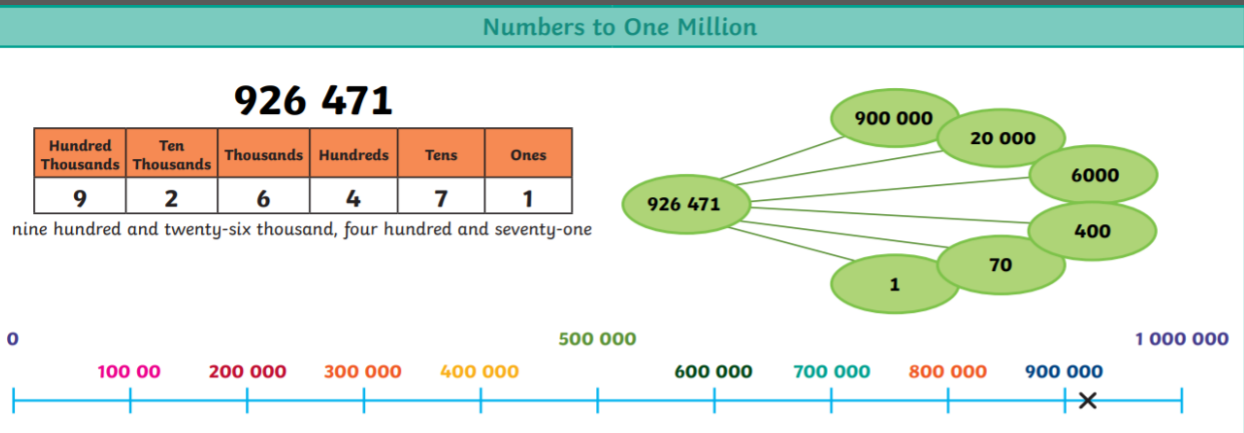 Numbers to One Million
926 471
Hundred Thousands Ten Thousands Thousands Hundreds Tens Ones
9 2 6 4 7 1
nine hundred and twenty-six thousand, four hundred and seventy-one
926 471
900 000
20 000
6000
400
70
1
0 500 000 1 000 000
100 00 200 000 300 000 400 000 600 000 700 000 800 000 900 000